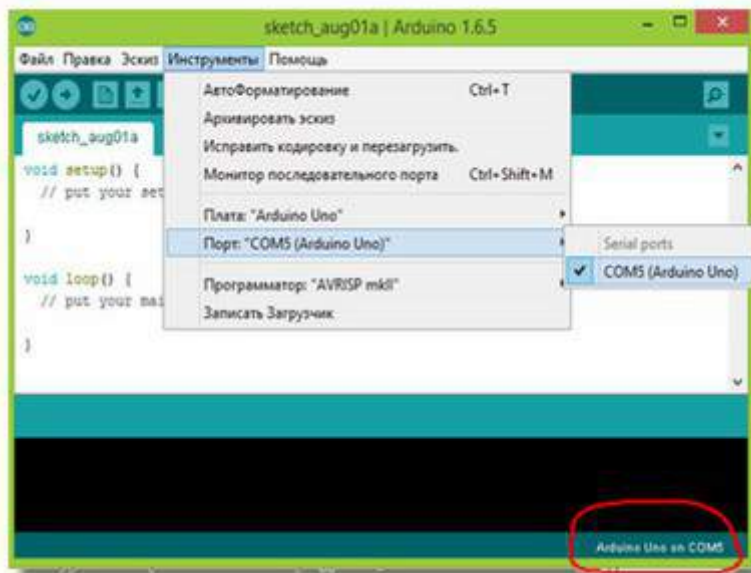 sketch_aug01a | Arduino 1.6.5
Файл Правка Эскиз Инструменты Помощь
sketch_aug01a
void setup() {
// put your set
}
void loop() {
// put your mai
}
АвтоФорматирование Ctrl+T
Архивировать эскиз
Исправить кодировку и перезагрузить.
Монитор последовательного порта Ctrl+Shift+M
Плата: "Arduino Uno"
Порт: "COM5 (Arduino Uno)"
Программатор: "AVRISP mkII"
Записать Загрузчик
Serial ports
COM5 (Arduino Uno)
Arduino Uno on COM5